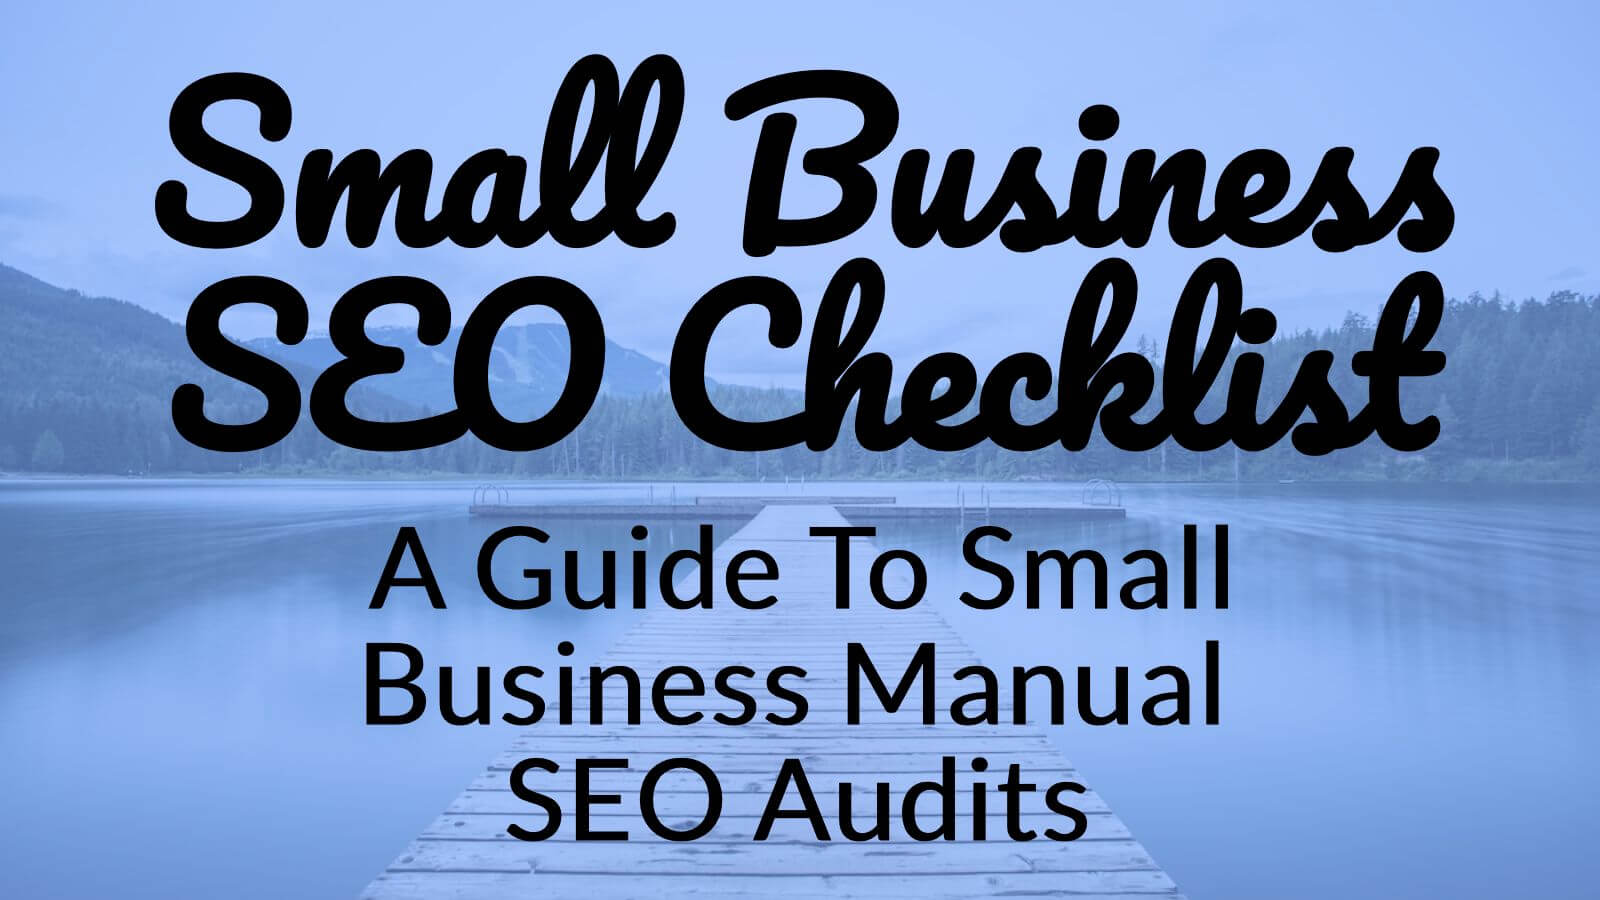 Small Business
SEO Checklist
A Guide To Small
Business Manual
SEO Audits